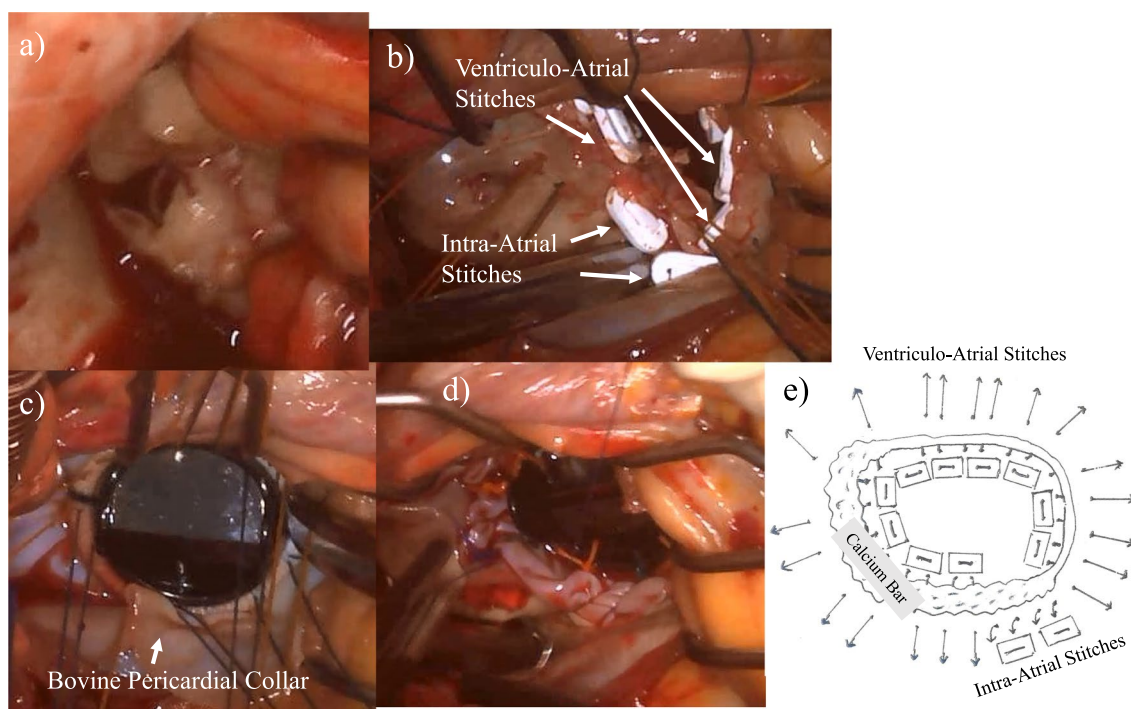 a)
b)
Ventriculo-Atrial
Stitches
Intra-Atrial
Stitches
c)
Bovine Pericardial Collar
d)
Ventriculo-Atrial Stitches
e)
Calcium Bar
Intra-Atrial Stitches